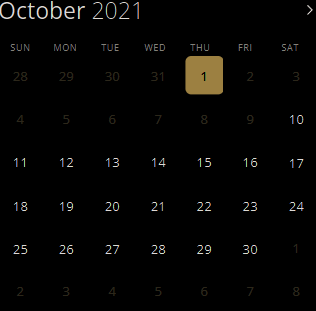 October 2021
SUN MON TUE WED THU FRI SAT
28 29 30 31 1 2 3
4 5 6 7 8 9 10
11 12 13 14 15 16 17
18 19 20 21 22 23 24
25 26 27 28 29 30 1
2 3 4 5 6 7 8